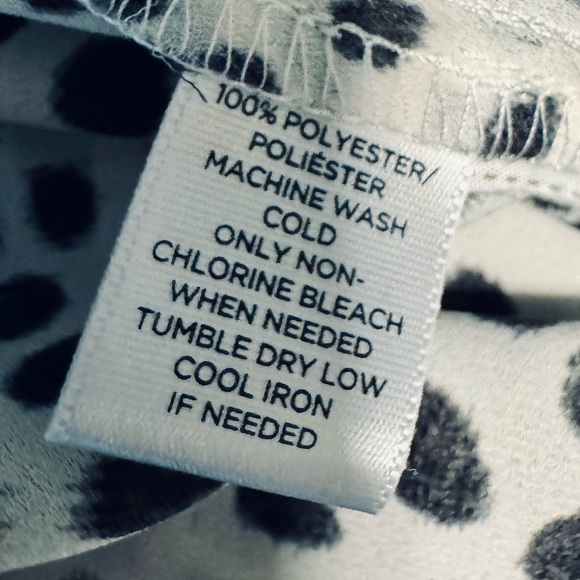 100% POLYESTER/
POLIÉSTER
MACHINE WASH
COLD
ONLY NON-
CHLORINE BLEACH
WHEN NEEDED
TUMBLE DRY LOW
COOL IRON
IF NEEDED